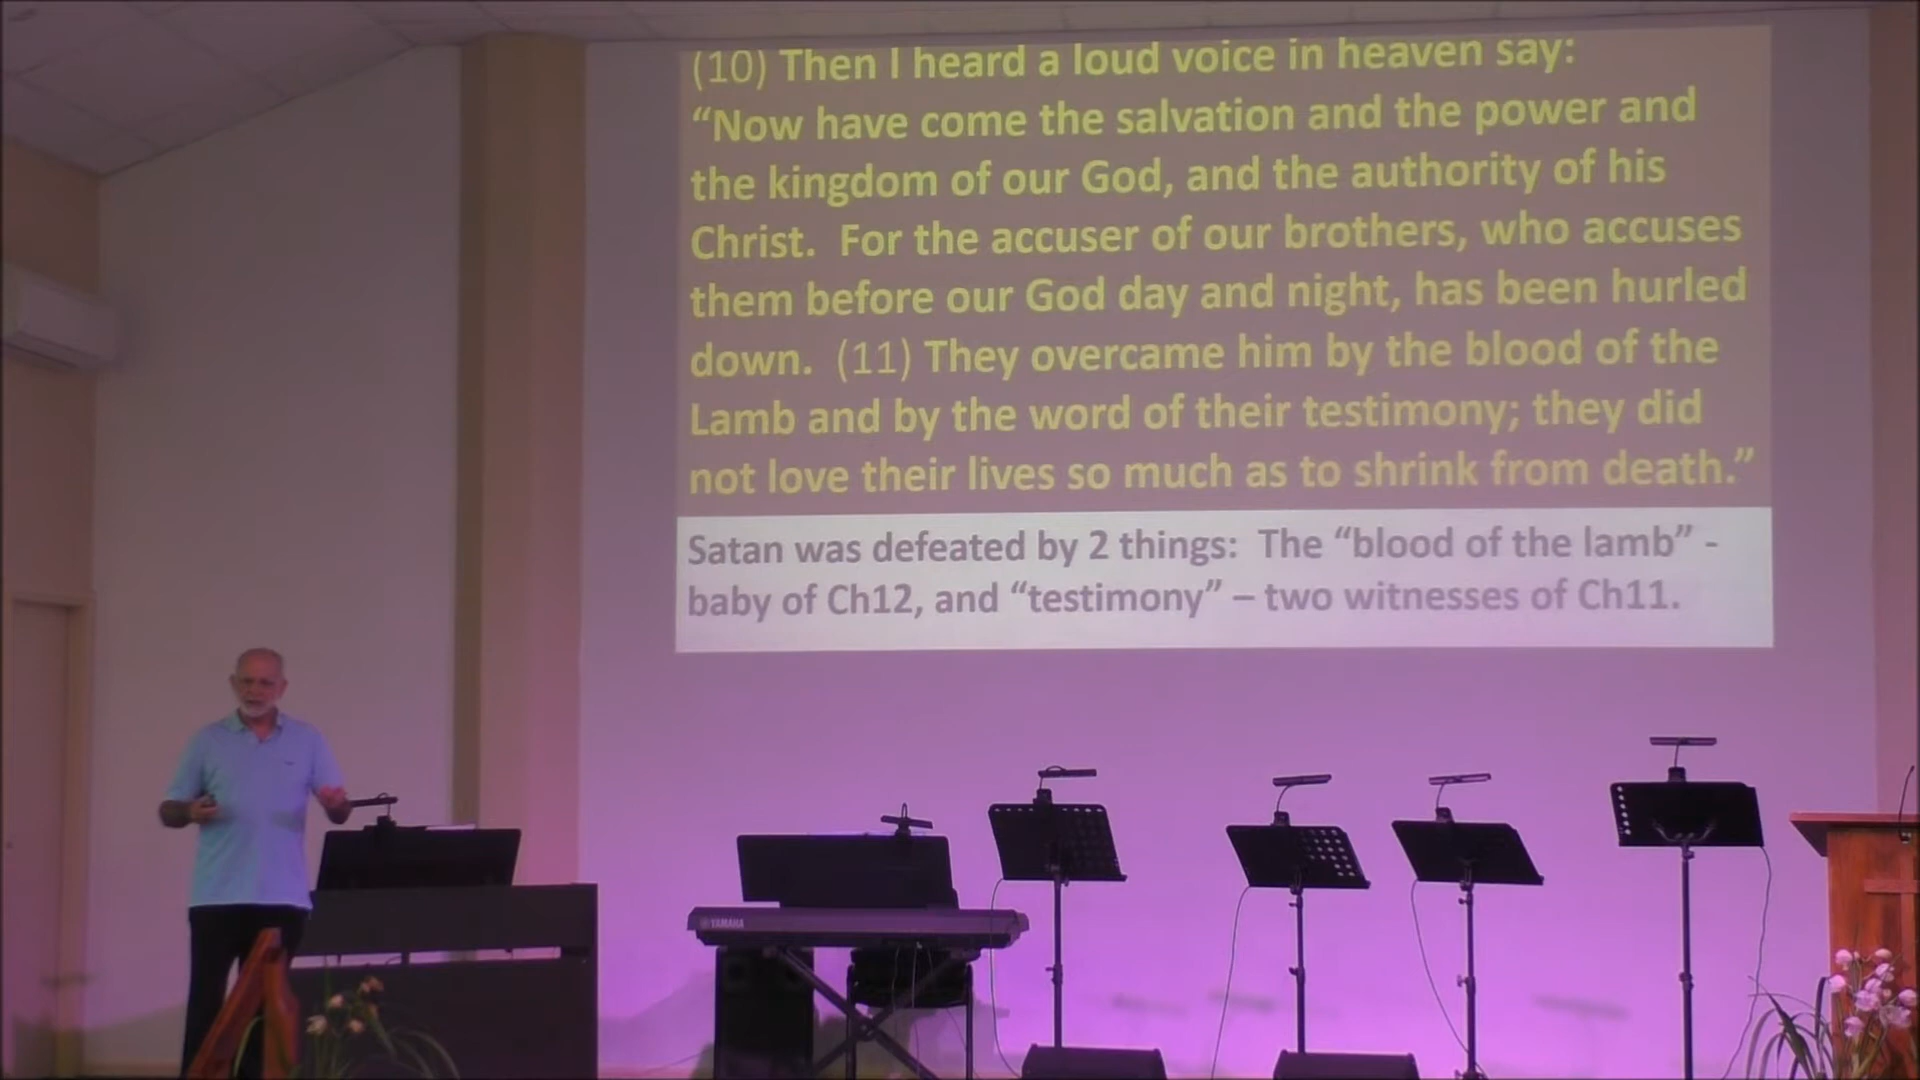 (10) Then I heard a loud voice in heaven say:
“Now have come the salvation and the power and
the kingdom of our God, and the authority of his
Christ.  For the accuser of our brothers, who accuses
them before our God day and night, has been hurled
down.  (11) They overcame him by the blood of the
Lamb and by the word of their testimony; they did
not love their lives so much as to shrink from death.”
Satan was defeated by 2 things:  The “blood of the lamb” -
baby of Ch12, and “testimony” – two witnesses of Ch11.
YAMAHA